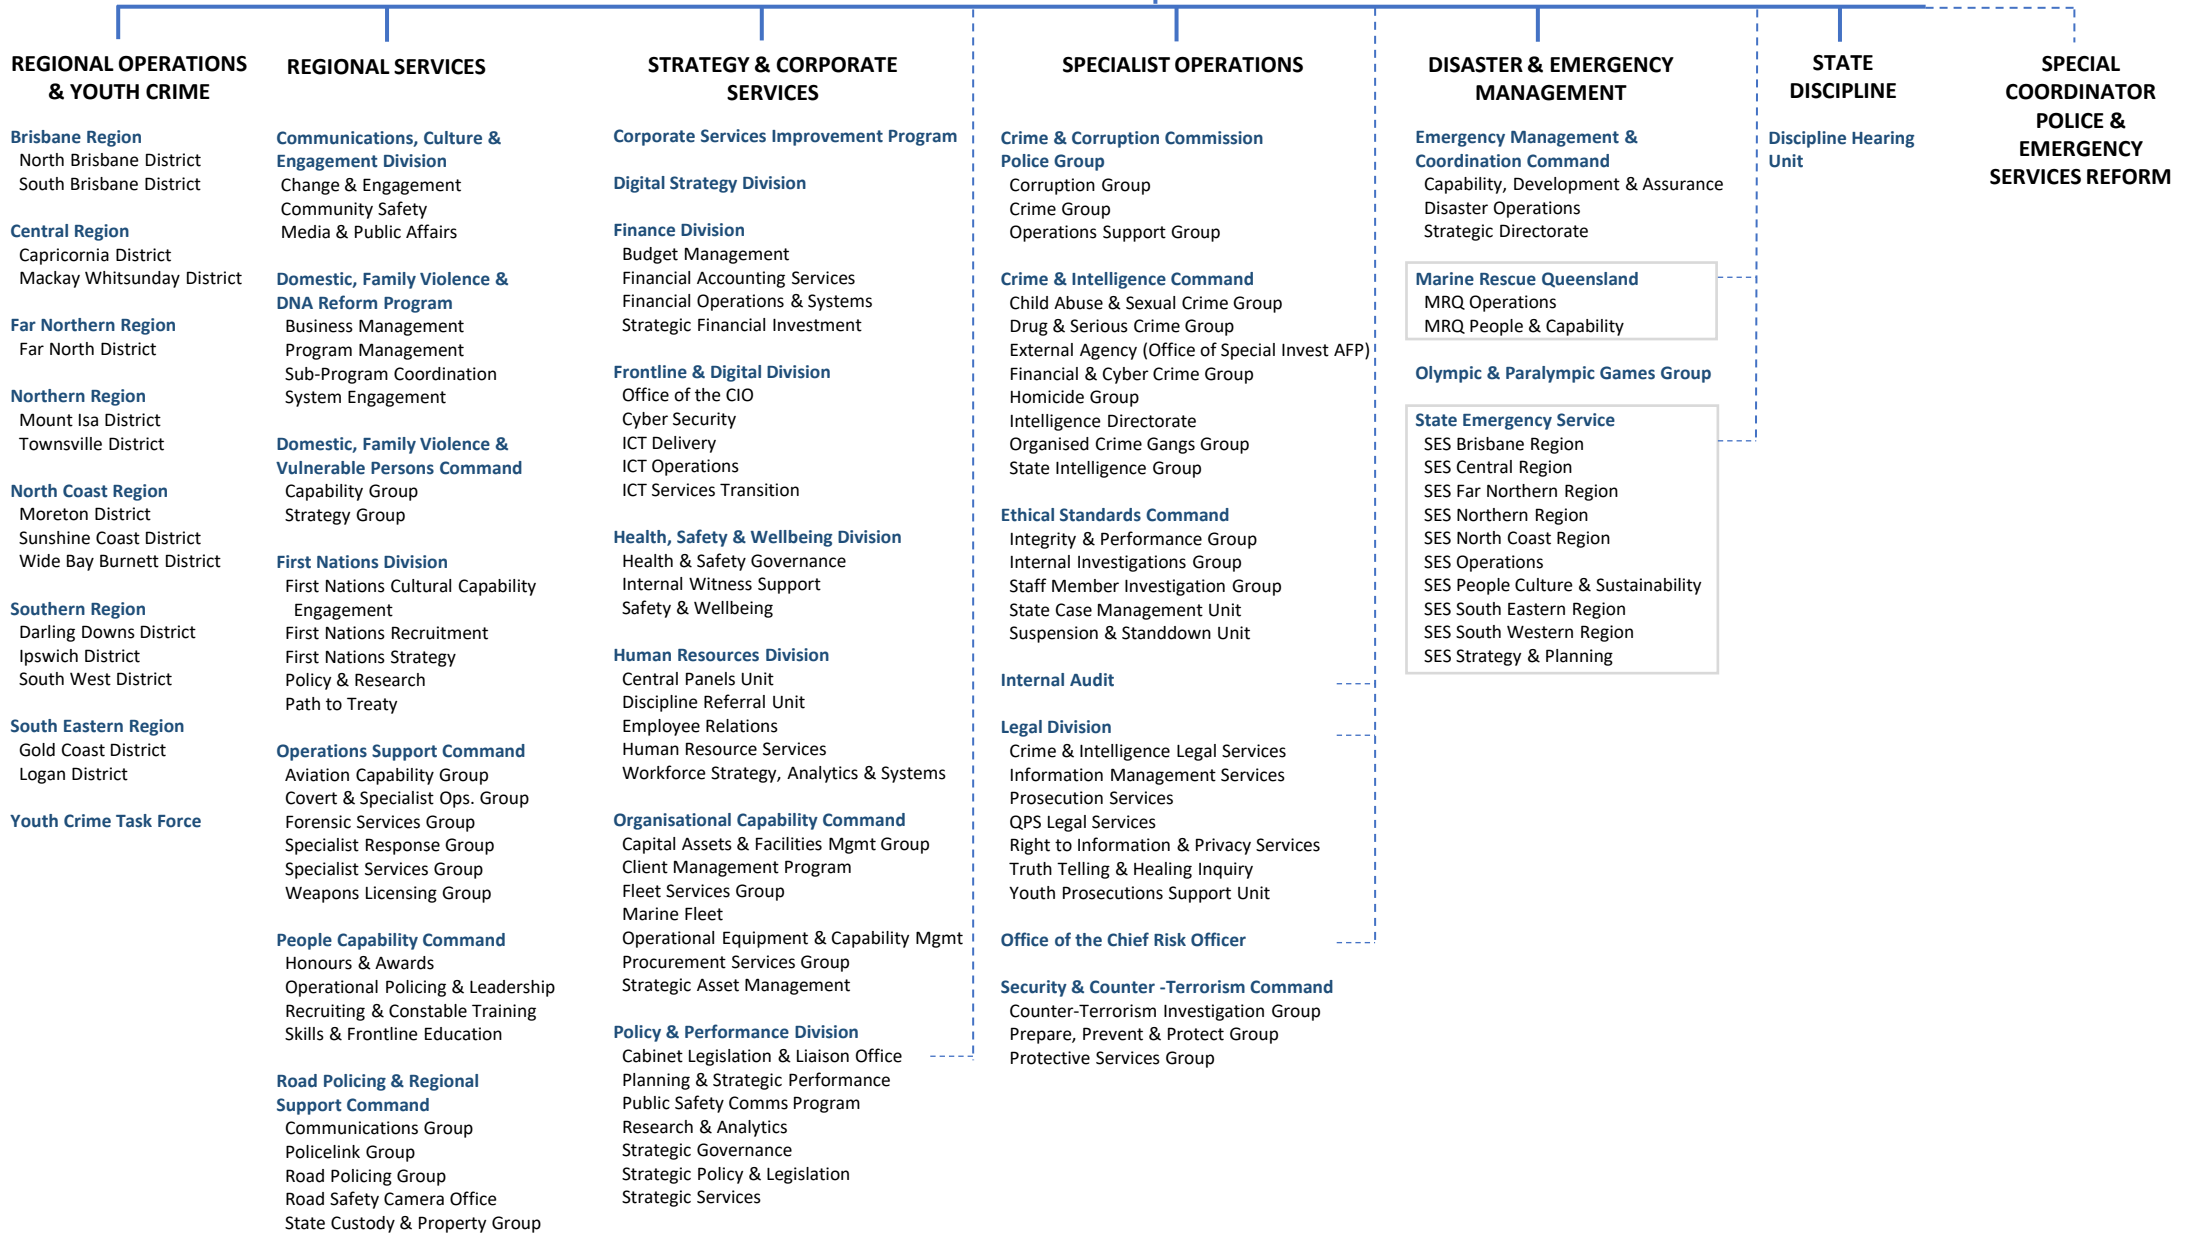 REGIONAL OPERATIONS
& YOUTH CRIME
Brisbane Region
North Brisbane District
South Brisbane District
Central Region
Capricornia District
Mackay Whitsunday District
Far Northern Region
Far North District
Northern Region
Mount Isa District
Townsville District
North Coast Region
Moreton District
Sunshine Coast District
Wide Bay Burnett District
Southern Region
Darling Downs District
Ipswich District
South West District
South Eastern Region
Gold Coast District
Logan District
Youth Crime Task Force
REGIONAL SERVICES
Communications, Culture &
Engagement Division
Change & Engagement
Community Safety
Media & Public Affairs
Domestic, Family Violence &
DNA Reform Program
Business Management
Program Management
Sub-Program Coordination
System Engagement
Domestic, Family Violence &
Vulnerable Persons Command
Capability Group
Strategy Group
First Nations Division
First Nations Cultural Capability
Engagement
First Nations Recruitment
First Nations Strategy
Policy & Research
Path to Treaty
Operations Support Command
Aviation Capability Group
Covert & Specialist Ops. Group
Forensic Services Group
Specialist Response Group
Specialist Services Group
Weapons Licensing Group
People Capability Command
Honours & Awards
Operational Policing & Leadership
Recruiting & Constable Training
Skills & Frontline Education
Road Policing & Regional
Support Command
Communications Group
Policelink Group
Road Policing Group
Road Safety Camera Office
State Custody & Property Group
STRATEGY & CORPORATE
SERVICES
Corporate Services Improvement Program
Digital Strategy Division
Finance Division
Budget Management
Financial Accounting Services
Financial Operations & Systems
Strategic Financial Investment
Frontline & Digital Division
Office of the CIO
Cyber Security
ICT Delivery
ICT Operations
ICT Services Transition
Health, Safety & Wellbeing Division
Health & Safety Governance
Internal Witness Support
Safety & Wellbeing
Human Resources Division
Central Panels Unit
Discipline Referral Unit
Employee Relations
Human Resource Services
Workforce Strategy, Analytics & Systems
Organisational Capability Command
Capital Assets & Facilities Mgmt Group
Client Management Program
Fleet Services Group
Marine Fleet
Operational Equipment & Capability Mgmt
Procurement Services Group
Strategic Asset Management
Policy & Performance Division
Cabinet Legislation & Liaison Office
Planning & Strategic Performance
Public Safety Comms Program
Research & Analytics
Strategic Governance
Strategic Policy & Legislation
Strategic Services
SPECIALIST OPERATIONS
Crime & Corruption Commission
Police Group
Corruption Group
Crime Group
Operations Support Group
Crime & Intelligence Command
Child Abuse & Sexual Crime Group
Drug & Serious Crime Group
External Agency (Office of Special Invest AFP)
Financial & Cyber Crime Group
Homicide Group
Intelligence Directorate
Organised Crime Gangs Group
State Intelligence Group
Ethical Standards Command
Integrity & Performance Group
Internal Investigations Group
Staff Member Investigation Group
State Case Management Unit
Suspension & Standdown Unit
Internal Audit
Legal Division
Crime & Intelligence Legal Services
Information Management Services
Prosecution Services
QPS Legal Services
Right to Information & Privacy Services
Truth Telling & Healing Inquiry
Youth Prosecutions Support Unit
Office of the Chief Risk Officer
Security & Counter -Terrorism Command
Counter-Terrorism Investigation Group
Prepare, Prevent & Protect Group
Protective Services Group
DISASTER & EMERGENCY
MANAGEMENT
Emergency Management &
Coordination Command
Capability, Development & Assurance
Disaster Operations
Strategic Directorate
Marine Rescue Queensland
MRQ Operations
MRQ People & Capability
Olympic & Paralympic Games Group
State Emergency Service
SES Brisbane Region
SES Central Region
SES Far Northern Region
SES Northern Region
SES North Coast Region
SES Operations
SES People Culture & Sustainability
SES South Eastern Region
SES South Western Region
SES Strategy & Planning
STATE
DISCIPLINE
Discipline Hearing
Unit
SPECIAL
COORDINATOR
POLICE &
EMERGENCY
SERVICES REFORM